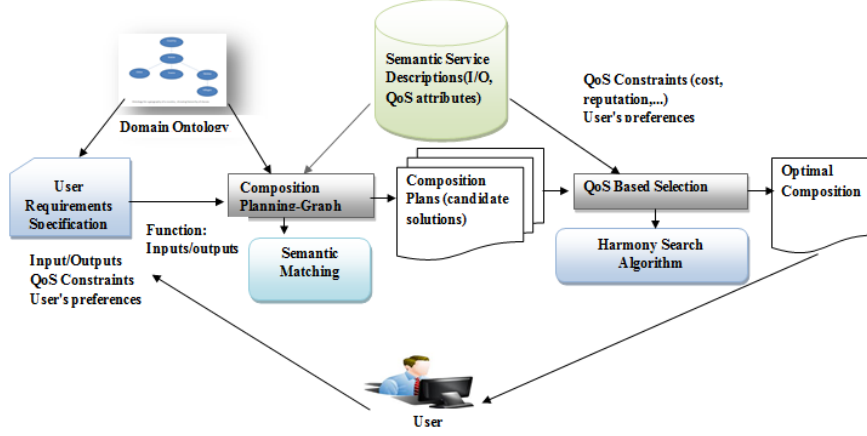 Semantic Service
Descriptions(I/O,
QoS attributes)
QoS Constraints (cost,
reputation,...)
User's preferences
Domain Ontology
User
Requirements
Specification
Composition
Planning-Graph
Composition
Plans (candidate
solutions)
QoS Based Selection
Optimal
Composition
Function:
Inputs/outputs
Semantic
Matching
Harmony Search
Algorithm
Input/Outputs
QoS Constraints
User's preferences
User